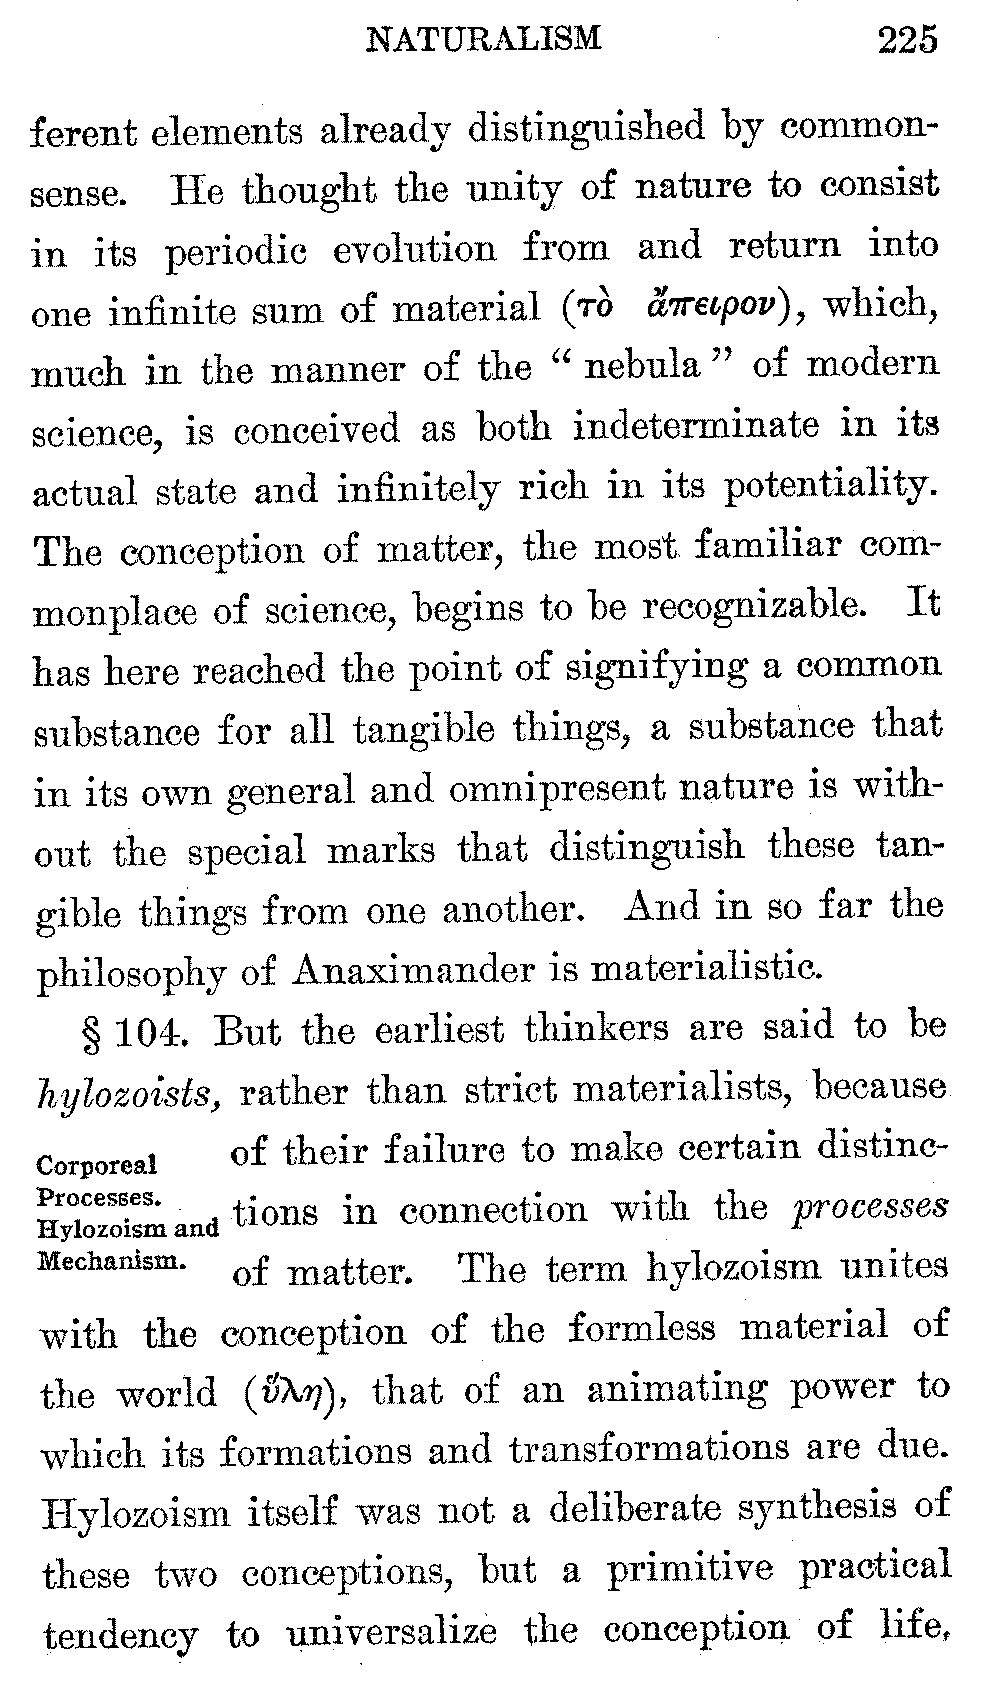 NATURALISM 225
ferent elements already distinguished by common-
sense. He thought the unity of nature to consist
in its periodic evolution from and return into
one infinite sum of material (τὸ ἄπειρον), which,
much in the manner of the “ nebula ” of modern
science, is conceived as both indeterminate in its
actual state and infinitely rich in its potentiality.
The conception of matter, the most familiar com-
monplace of science, begins to be recognizable. It
has here reached the point of signifying a common
substance for all tangible things, a substance that
in its own general and omnipresent nature is with-
out the special marks that distinguish these tan-
gible things from one another. And in so far the
philosophy of Anaximander is materialistic.
§ 104. But the earliest thinkers are said to be
hylozoists, rather than strict materialists, because
Corporeal
Processes.
Hylozoism and
Mechanism.
of their failure to make certain distinc-
tions in connection with the processes
of matter. The term hylozoism unites
with the conception of the formless material of
the world (ὕλη), that of an animating power to
which its formations and transformations are due.
Hylozoism itself was not a deliberate synthesis of
these two conceptions, but a primitive practical
tendency to universalize the conception of life,